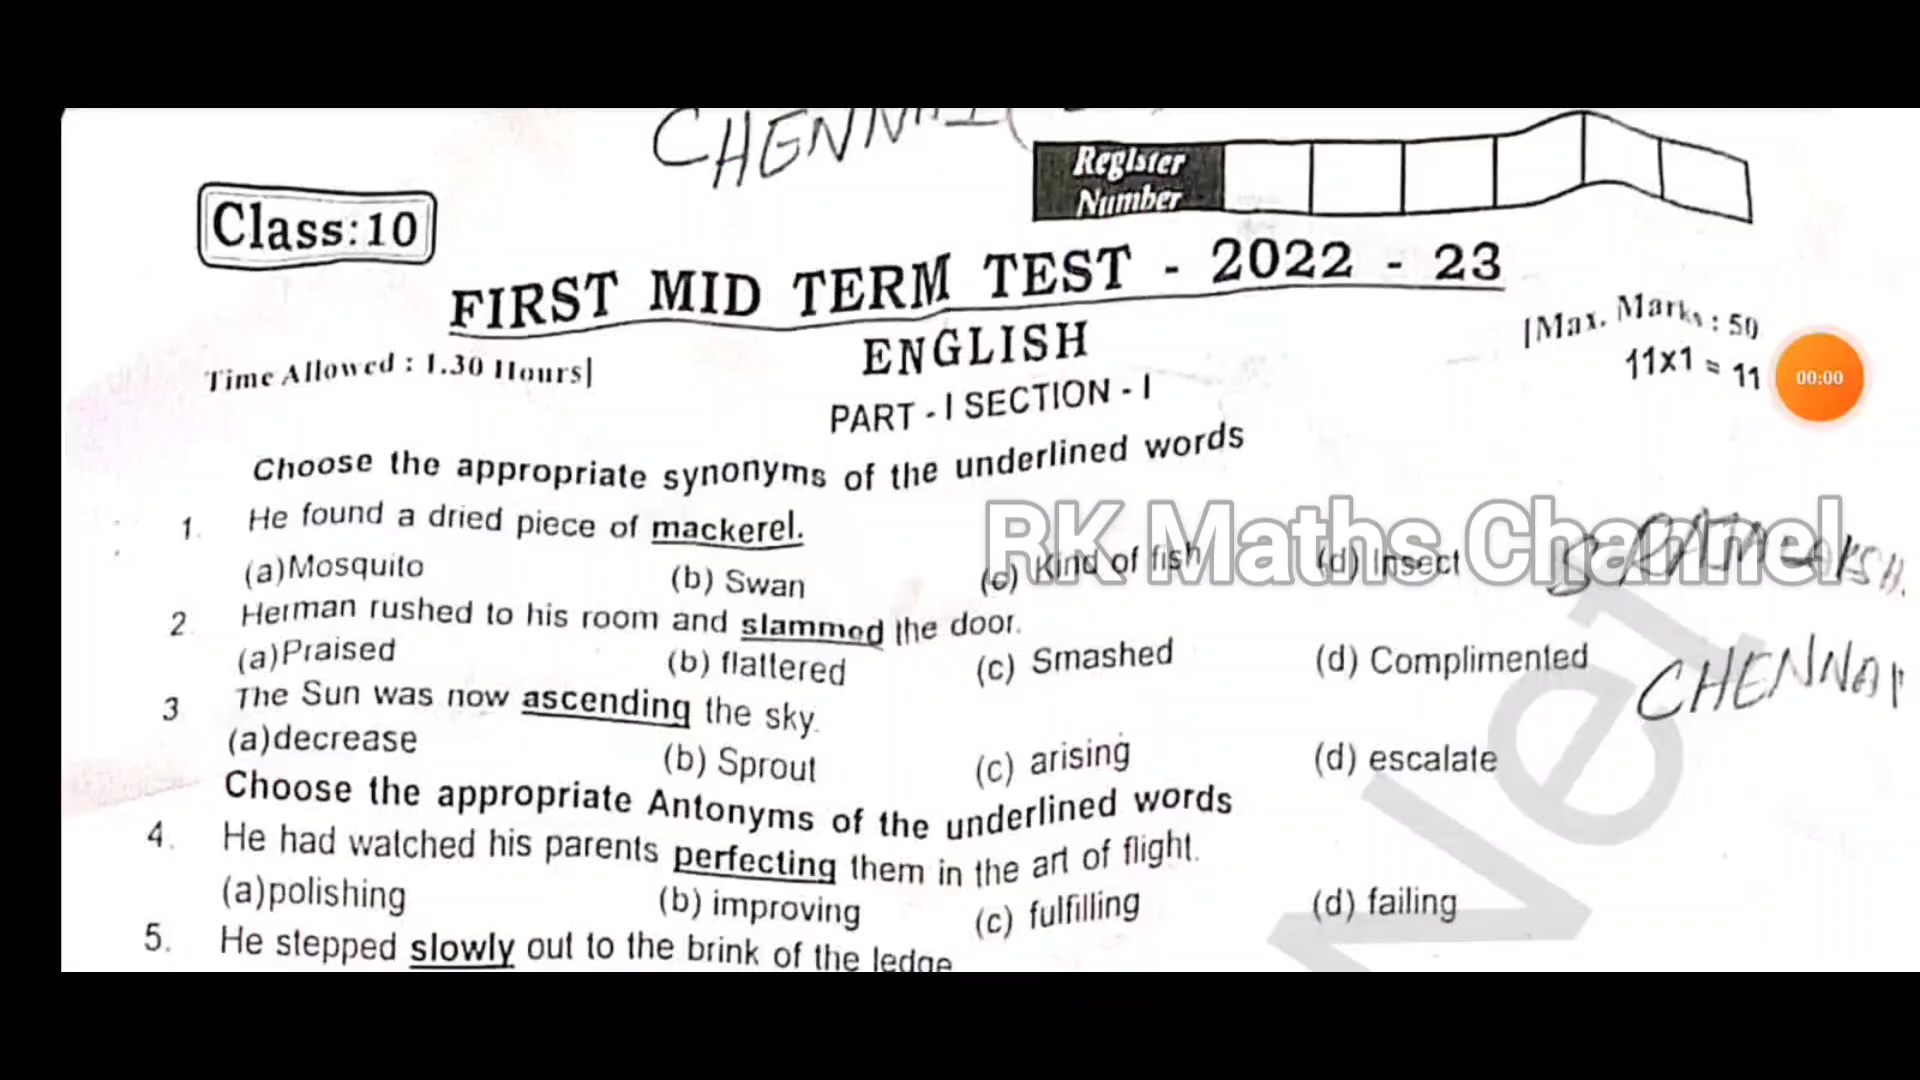 CHENNAI
Register
Number
Class:10
FIRST MID TERM TEST - 2022 - 23
ENGLISH
Time Allowed : 1.30 Hours]
[Max. Marks : 50
PART - I SECTION - I
11x1 = 11
00:00
Choose the appropriate synonyms of the underlined words
1. He found a dried piece of mackerel.
(a)Mosquito (b) Swan (c) Kind of fish (d) Insect
RK Maths Channel
2. Herman rushed to his room and slammed the door.
(a)Praised (b) flattered (c) Smashed (d) Complimented
CHENNAI
3 The Sun was now ascending the sky.
(a)decrease (b) Sprout (c) arising (d) escalate
Net
Choose the appropriate Antonyms of the underlined words
4. He had watched his parents perfecting them in the art of flight.
(a)polishing (b) improving (c) fulfilling (d) failing
5. He stepped slowly out to the brink of the ledge